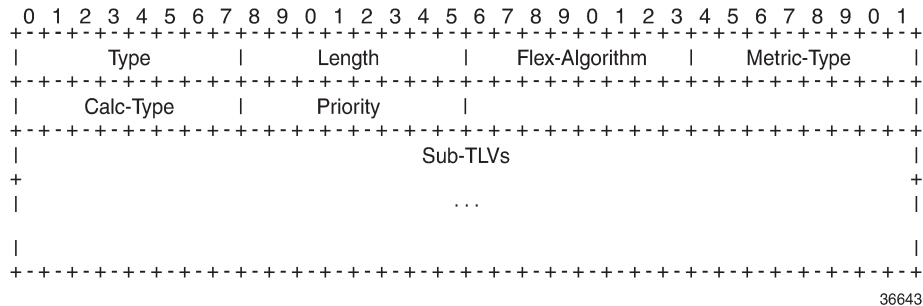 0 1 2 3 4 5 6 7 8 9 0 1 2 3 4 5 6 7 8 9 0 1 2 3 4 5 6 7 8 9 0 1
+-+-+-+-+-+-+-+-+-+-+-+-+-+-+-+-+-+-+-+-+-+-+-+-+-+-+-+-+-+-+-+-+
| Type | Length | Flex-Algorithm | Metric-Type |
+-+-+-+-+-+-+-+-+-+-+-+-+-+-+-+-+-+-+-+-+-+-+-+-+-+-+-+-+-+-+-+-+
| Calc-Type | Priority | |
+-+-+-+-+-+-+-+-+-+-+-+-+-+-+-+-+-+-+-+-+-+-+-+-+-+-+-+-+-+-+-+-+
| Sub-TLVs |
+ +
| ... |
| |
+-+-+-+-+-+-+-+-+-+-+-+-+-+-+-+-+-+-+-+-+-+-+-+-+-+-+-+-+-+-+-+-+
36643